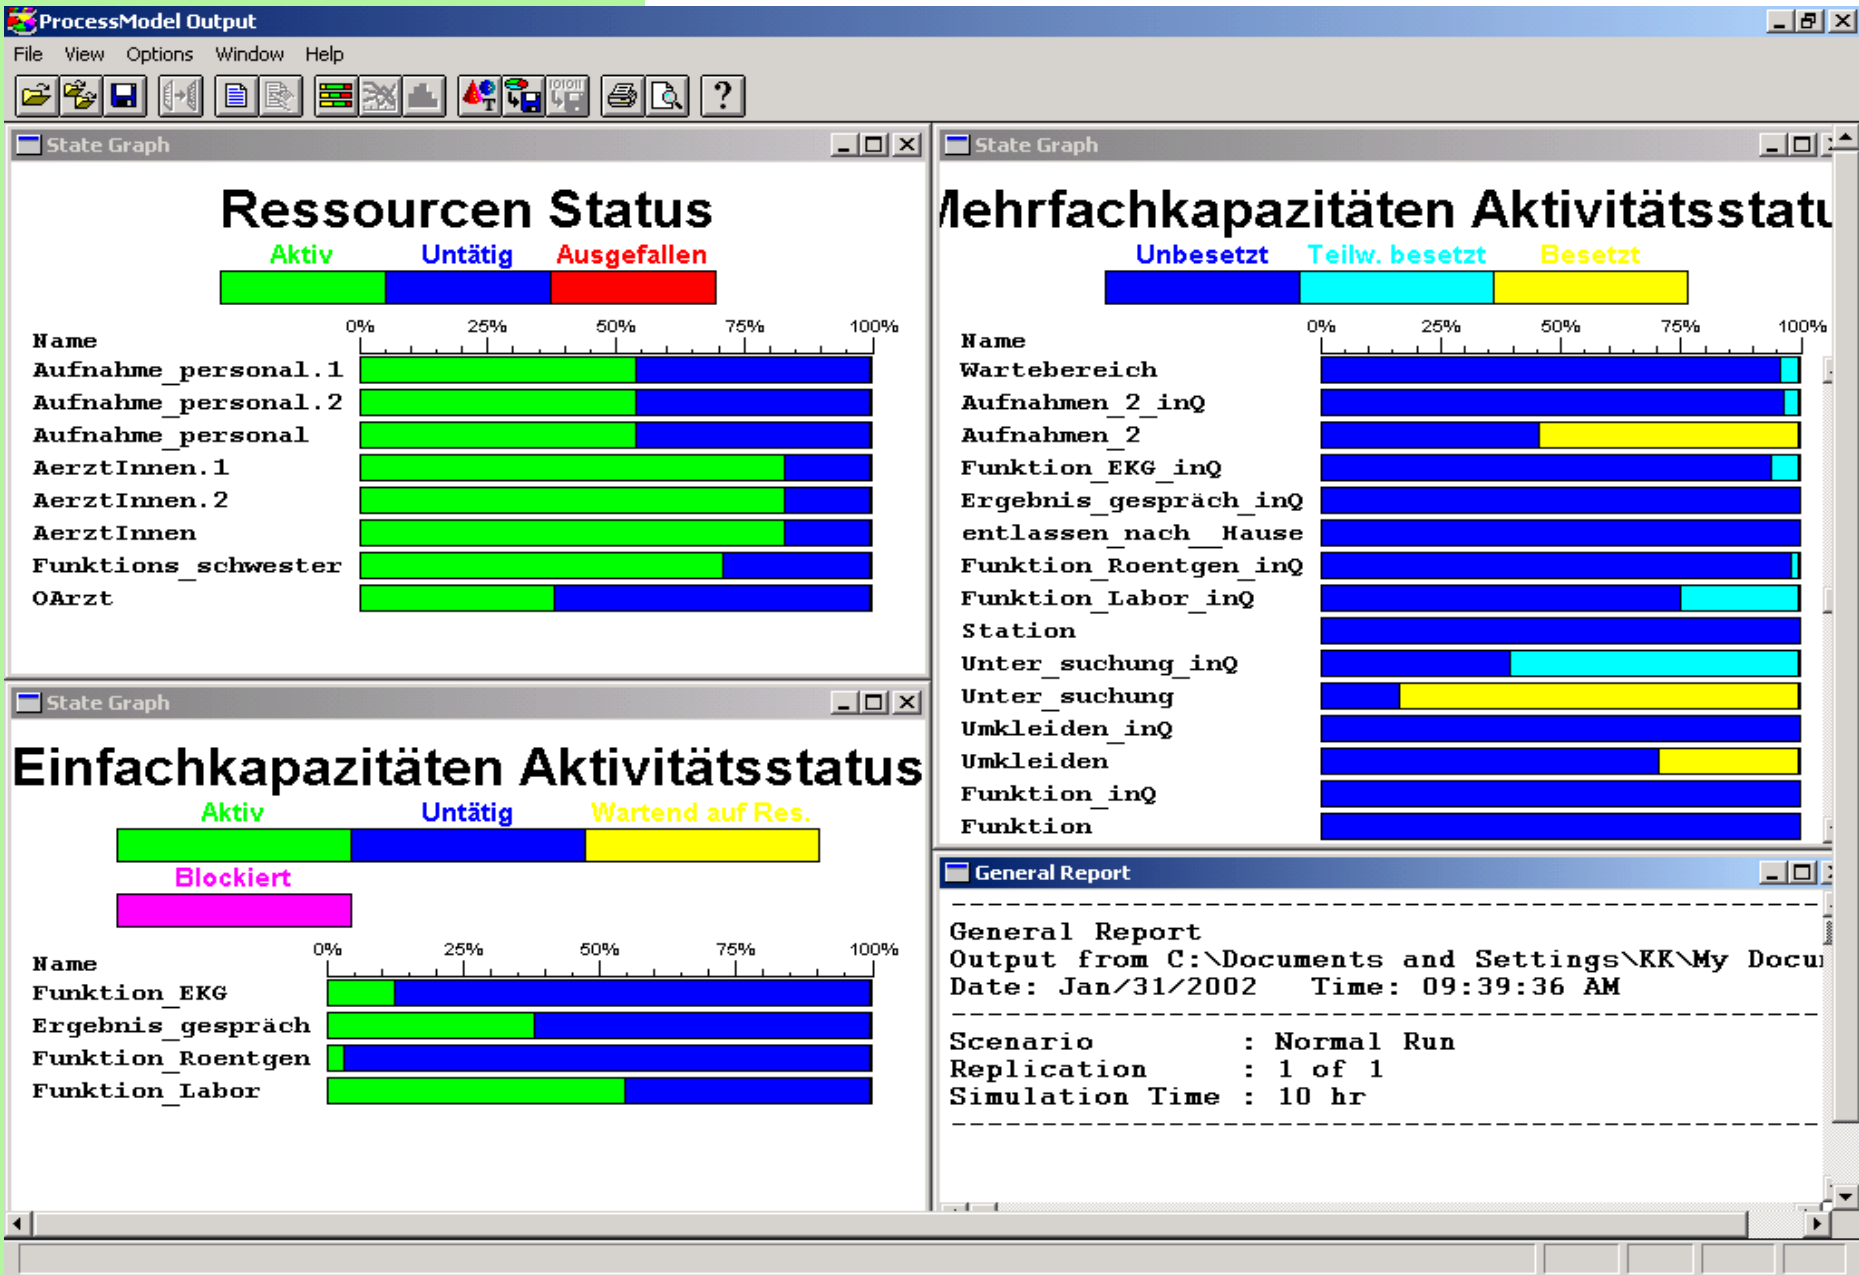 ProcessModel Output
File View Options Window Help
State Graph
Ressourcen Status
Aktiv Untätig Ausgefallen
0% 25% 50% 75% 100%
Name
Aufnahme_personal.1
Aufnahme_personal.2
Aufnahme_personal
AerztInnen.1
AerztInnen.2
AerztInnen
Funktions_schwester
OArzt
State Graph
Einfachkapazitäten Aktivitätsstatus
Aktiv Untätig Wartend auf Res.
Blockiert
0% 25% 50% 75% 100%
Name
Funktion_EKG
Ergebnis_gespräch
Funktion_Roentgen
Funktion_Labor
State Graph
Mehrfachkapazitäten Aktivitätsstatu
Unbesetzt Teilw. besetzt Besetzt
0% 25% 50% 75% 100%
Name
Wartebereich
Aufnahmen_2_inQ
Aufnahmen_2
Funktion_EKG_inQ
Ergebnis_gespräch_inQ
entlassen_nach__Hause
Funktion_Roentgen_inQ
Funktion_Labor_inQ
Station
Unter_suchung_inQ
Unter_suchung
Umkleiden_inQ
Umkleiden
Funktion_inQ
Funktion
General Report
General Report
Output from C:\Documents and Settings\KK\My Docu
Date: Jan/31/2002 Time: 09:39:36 AM
Scenario : Normal Run
Replication : 1 of 1
Simulation Time : 10 hr